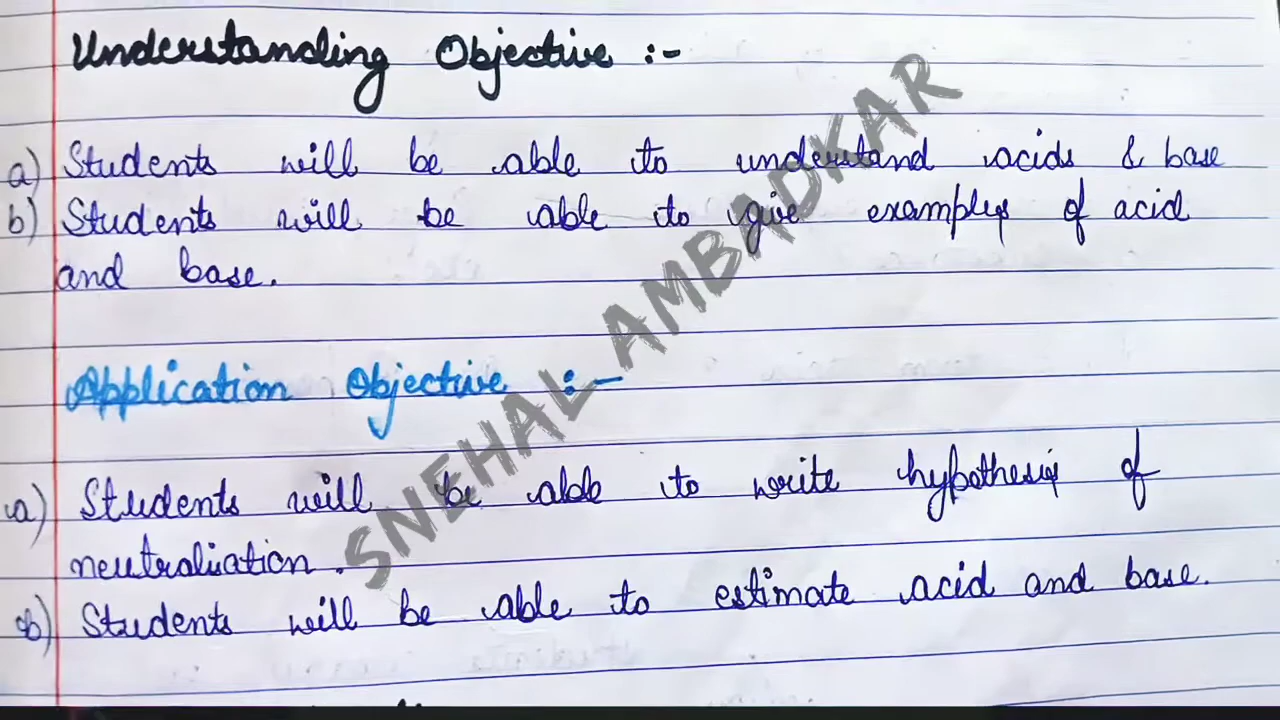 Understanding Objective :-
a) Students will be able to understand acids & base
b) Students will be able to give examples of acid
and base.
Application Objective :-
a) Students will be able to write hypothesis of
neutraliation.
b) Students will be able to estimate acid and base.
SNEHAL AMBADKAR